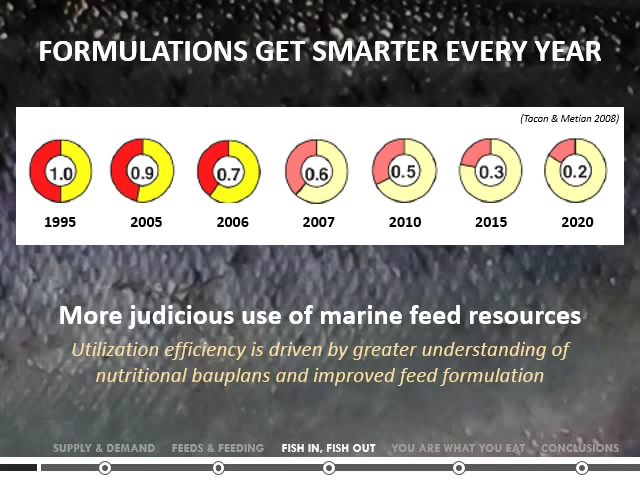 FORMULATIONS GET SMARTER EVERY YEAR
(Tacon & Metian 2008)
1.0 0.9 0.7 0.6 0.5 0.3 0.2
1995 2005 2006 2007 2010 2015 2020
More judicious use of marine feed resources
Utilization efficiency is driven by greater understanding of
nutritional bauplans and improved feed formulation
SUPPLY & DEMAND FEEDS & FEEDING FISH IN, FISH OUT YOU ARE WHAT YOU EAT CONCLUSIONS